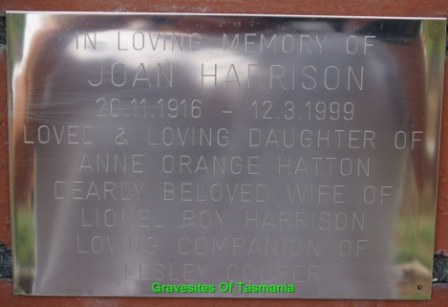 IN LOVING MEMORY OF
JOAN HARRISON
20.11.1916 - 12.3.1999
LOVED & LOVING DAUGHTER OF
ANNE ORANGE HATTON
DEARLY BELOVED WIFE OF
LIONEL ROY HARRISON
LOVING COMPANION OF
LESLEY
Gravesites Of Tasmania
©